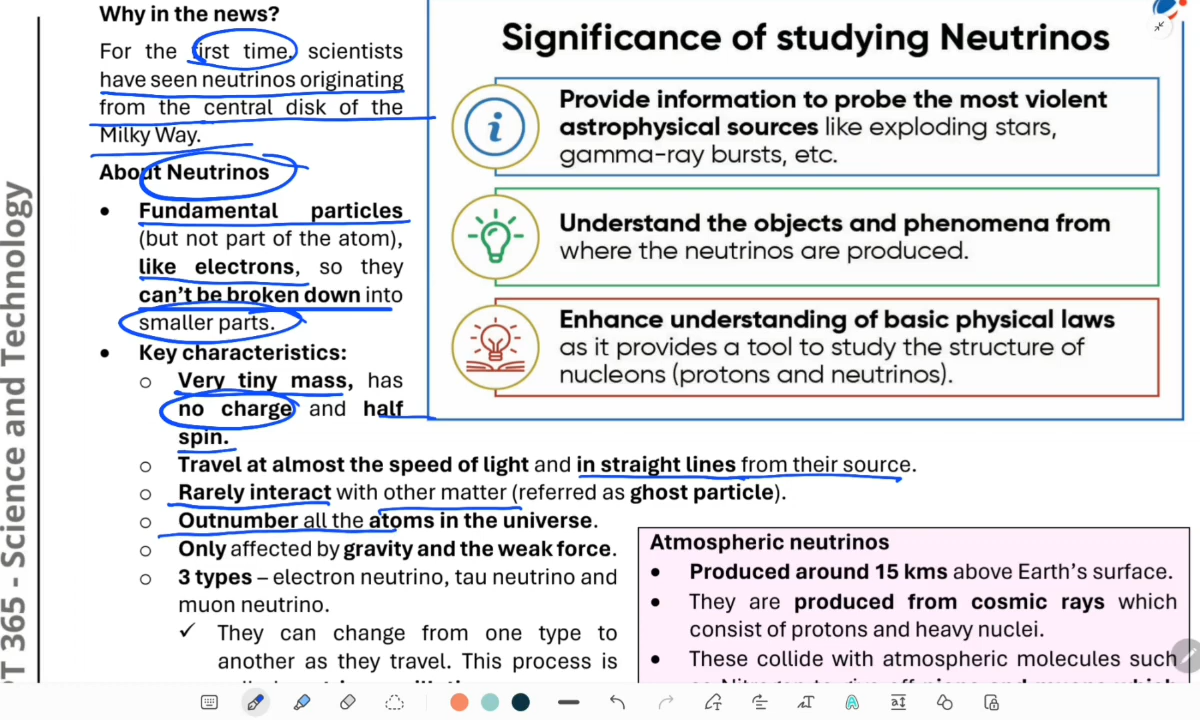 PT 365 - Science and Technology
Why in the news?
For the first time, scientists
have seen neutrinos originating
from the central disk of the
Milky Way.
About Neutrinos
• Fundamental particles
(but not part of the atom),
like electrons, so they
can't be broken down into
smaller parts.
• Key characteristics:
o Very tiny mass, has
no charge and half
spin.
o Travel at almost the speed of light and in straight lines from their source.
o Rarely interact with other matter (referred as ghost particle).
o Outnumber all the atoms in the universe.
o Only affected by gravity and the weak force.
o 3 types – electron neutrino, tau neutrino and
muon neutrino.
✓ They can change from one type to
another as they travel. This process is
Significance of studying Neutrinos
i
Provide information to probe the most violent
astrophysical sources like exploding stars,
gamma-ray bursts, etc.
Understand the objects and phenomena from
where the neutrinos are produced.
Enhance understanding of basic physical laws
as it provides a tool to study the structure of
nucleons (protons and neutrinos).
Atmospheric neutrinos
• Produced around 15 kms above Earth's surface.
• They are produced from cosmic rays which
consist of protons and heavy nuclei.
• These collide with atmospheric molecules such